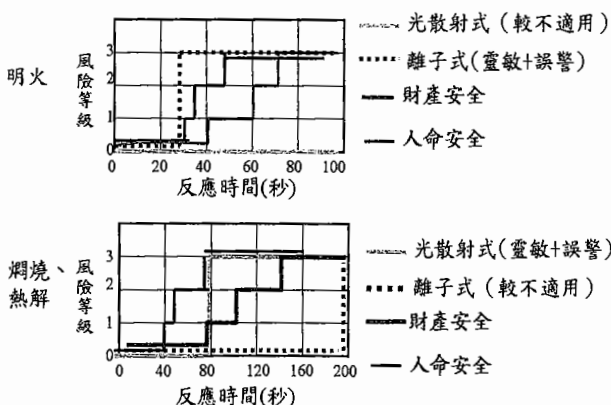 明火
風險等級
3
2
1
0
0 20 40 60 80 100
反應時間(秒)
光散射式 (較不適用)
離子式(靈敏+誤警)
財產安全
人命安全
燜燒、
熱解
風險等級
3
2
1
0 40 80 120 160 200
反應時間(秒)
光散射式(靈敏+誤警)
離子式 (較不適用)
財產安全
人命安全